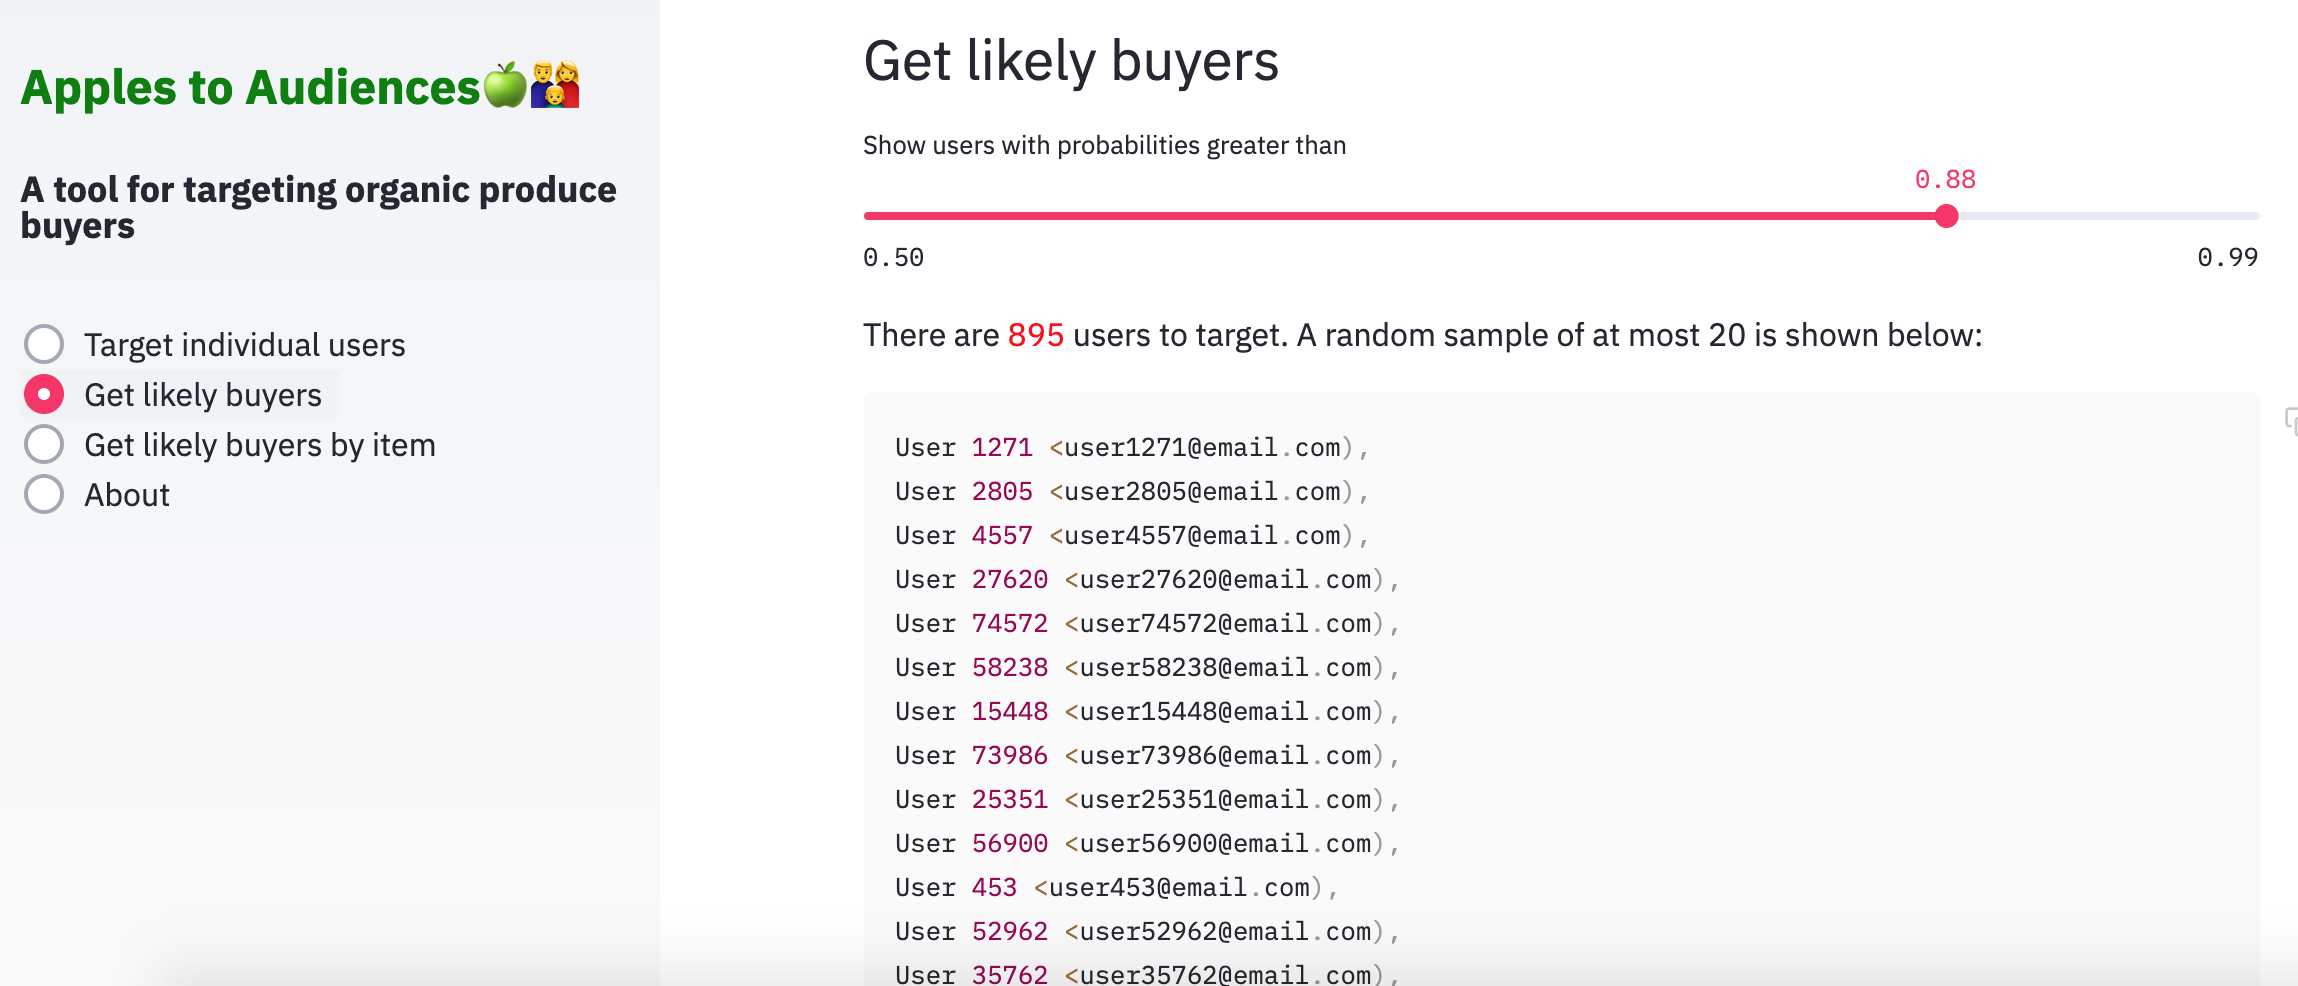 Apples to Audiences🍏👨‍👩‍👦
A tool for targeting organic produce
buyers
Target individual users
Get likely buyers
Get likely buyers by item
About
Get likely buyers
Show users with probabilities greater than
0.88
0.50
0.99
There are 895 users to target. A random sample of at most 20 is shown below:
User 1271 <user1271@email.com),
User 2805 <user2805@email.com),
User 4557 <user4557@email.com),
User 27620 <user27620@email.com),
User 74572 <user74572@email.com),
User 58238 <user58238@email.com),
User 15448 <user15448@email.com),
User 73986 <user73986@email.com),
User 25351 <user25351@email.com),
User 56900 <user56900@email.com),
User 453 <user453@email.com),
User 52962 <user52962@email.com),
User 35762 <user35762@email.com),